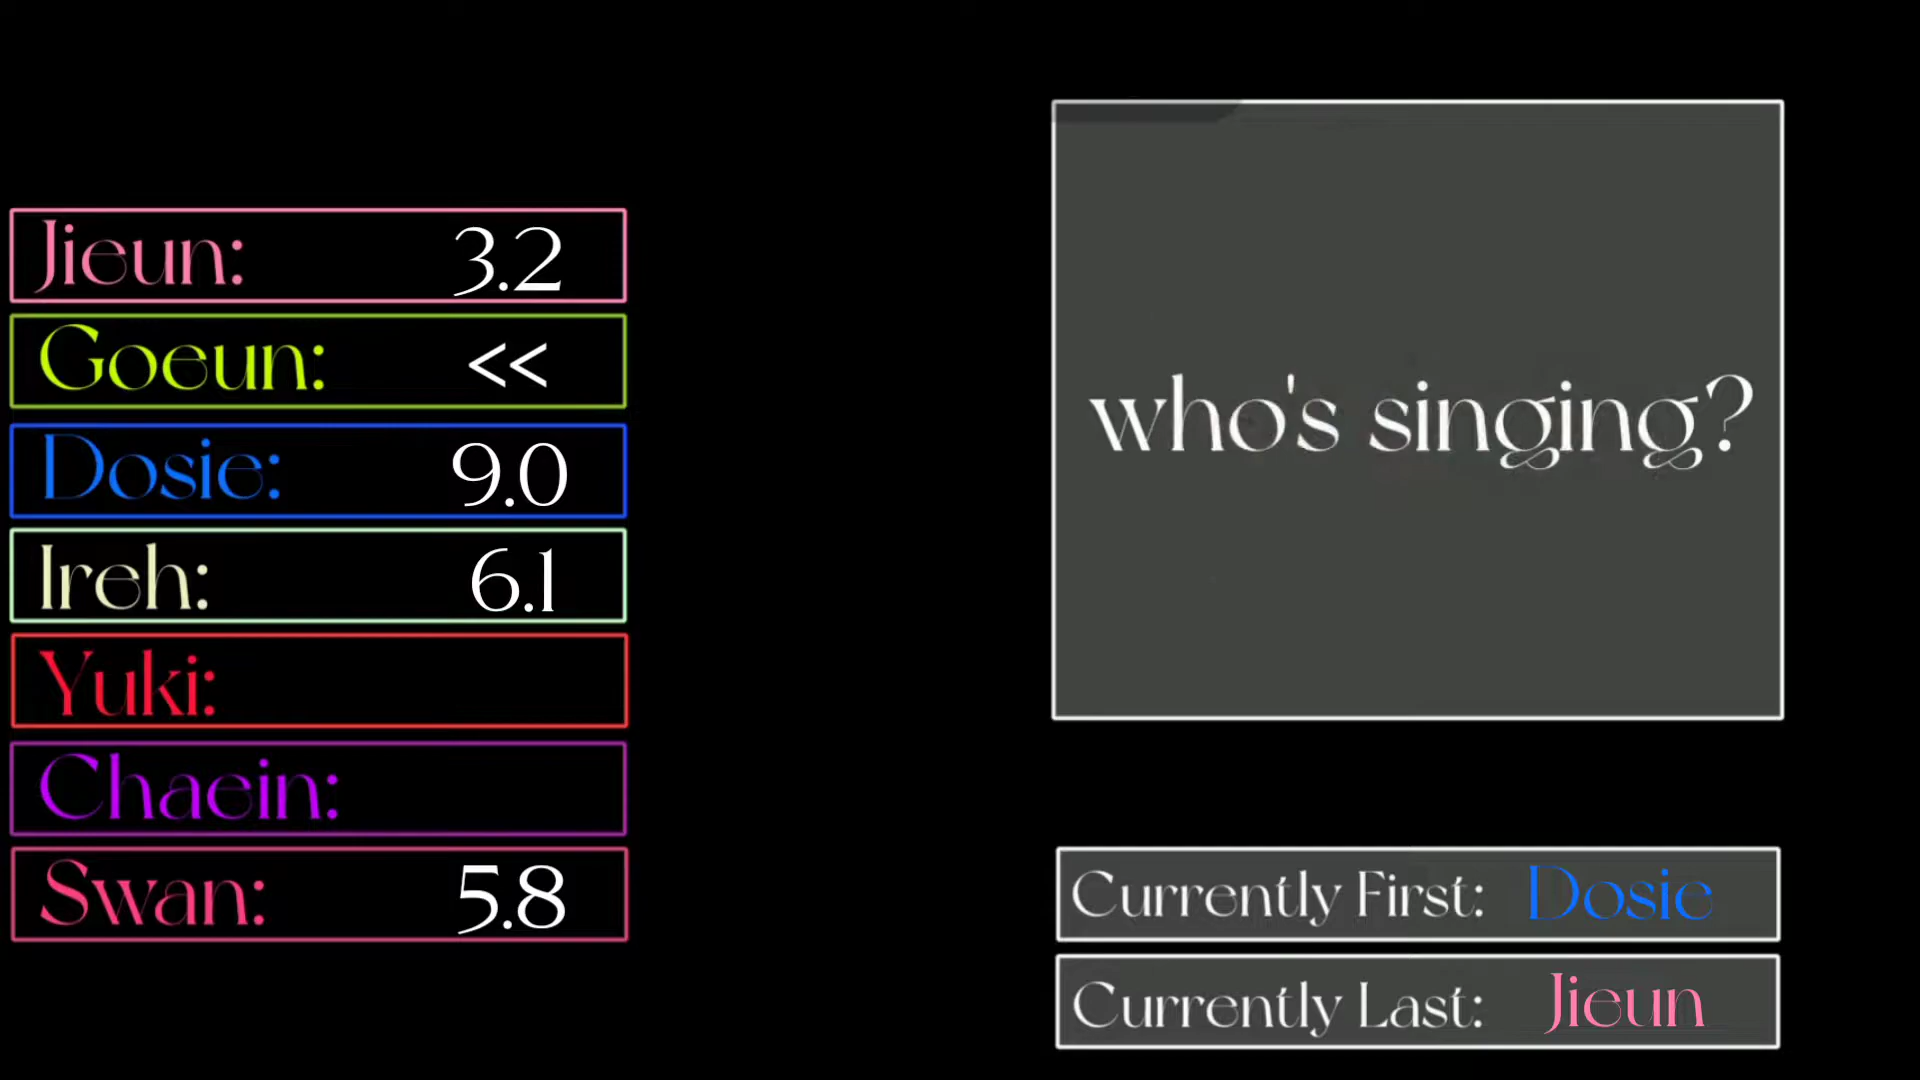 Jieun: 3.2
Goeun: <<
Dosie: 9.0
Ireh: 6.1
Yuki:
Chaein:
Swan: 5.8
who's singing?
Currently First: Dosie
Currently Last: Jieun